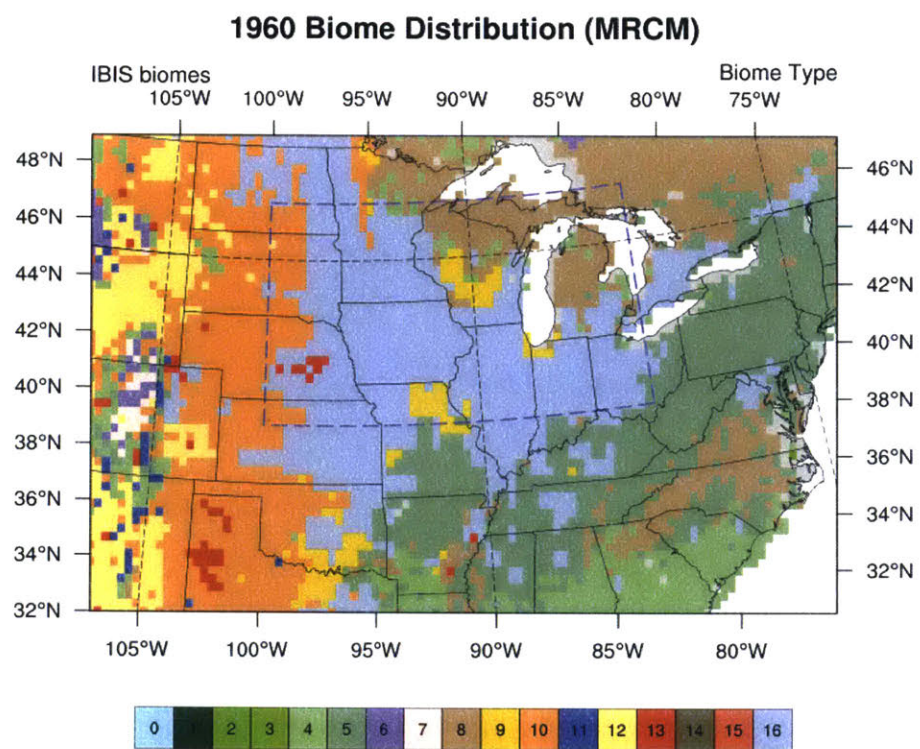 1960 Biome Distribution (MRCM)
IBIS biomes Biome Type
105°W 100°W 95°W 90°W 85°W 80°W 75°W
48°N 46°N
46°N 44°N
44°N 42°N
42°N 40°N
40°N 38°N
38°N 36°N
36°N 34°N
34°N 32°N
32°N
105°W 100°W 95°W 90°W 85°W 80°W
0 2 3 4 5 6 7 8 9 10 11 12 13 14 15 16